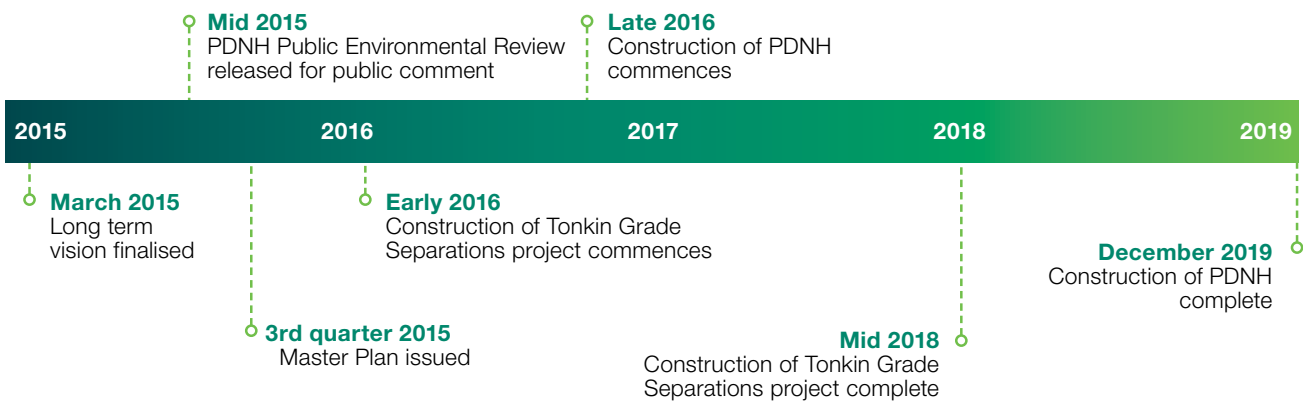 Mid 2015
PDNH Public Environmental Review
released for public comment
Late 2016
Construction of PDNH
commences
2015
2016
2017
2018
2019
March 2015
Long term
vision finalised
Early 2016
Construction of Tonkin Grade
Separations project commences
December 2019
Construction of PDNH
complete
3rd quarter 2015
Master Plan issued
Mid 2018
Construction of Tonkin Grade
Separations project complete